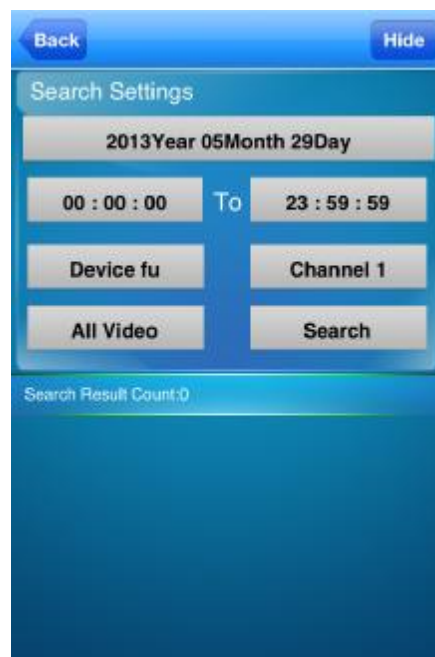 Back Hide
Search Settings
2013Year 05Month 29Day
00 : 00 : 00 To 23 : 59 : 59
Device fu Channel 1
All Video Search
Search Result Count:0